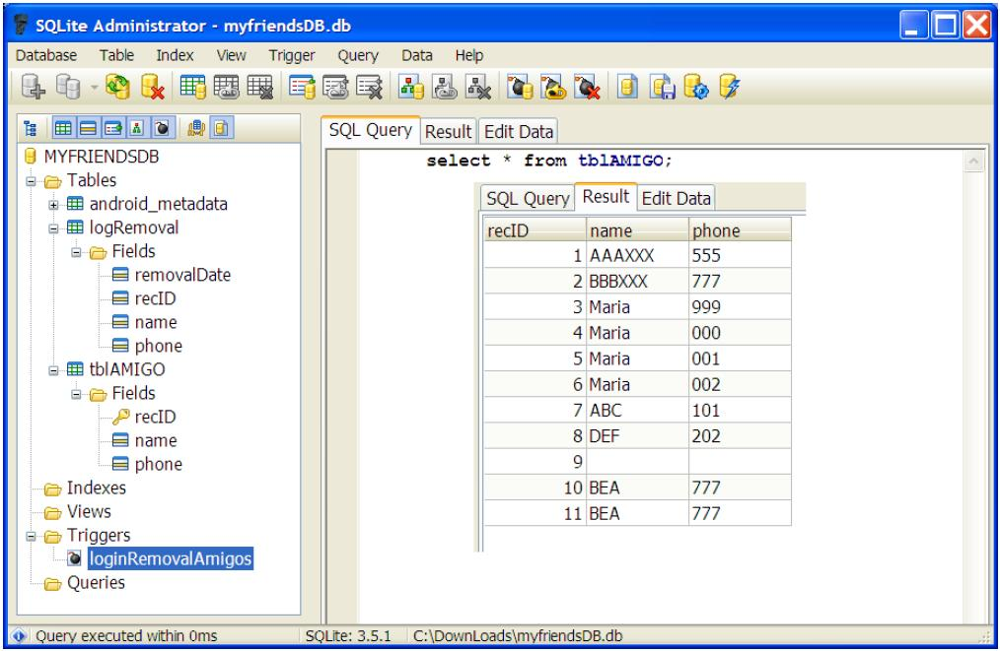 SQLite Administrator - myfriendsDB.db
Database Table Index View Trigger Query Data Help
MYFRIENDSDB
Tables
android_metadata
logRemoval
Fields
removalDate
recID
name
phone
tblAMIGO
Fields
recID
name
phone
Indexes
Views
Triggers
loginRemovalAmigos
Queries
SQL Query Result Edit Data
select * from tblAMIGO;
SQL Query Result Edit Data
recID name phone
1 AAAXXX 555
2 BBBXXX 777
3 Maria 999
4 Maria 000
5 Maria 001
6 Maria 002
7 ABC 101
8 DEF 202
9
10 BEA 777
11 BEA 777
Query executed within 0ms SQLite: 3.5.1 C:\DownLoads\myfriendsDB.db